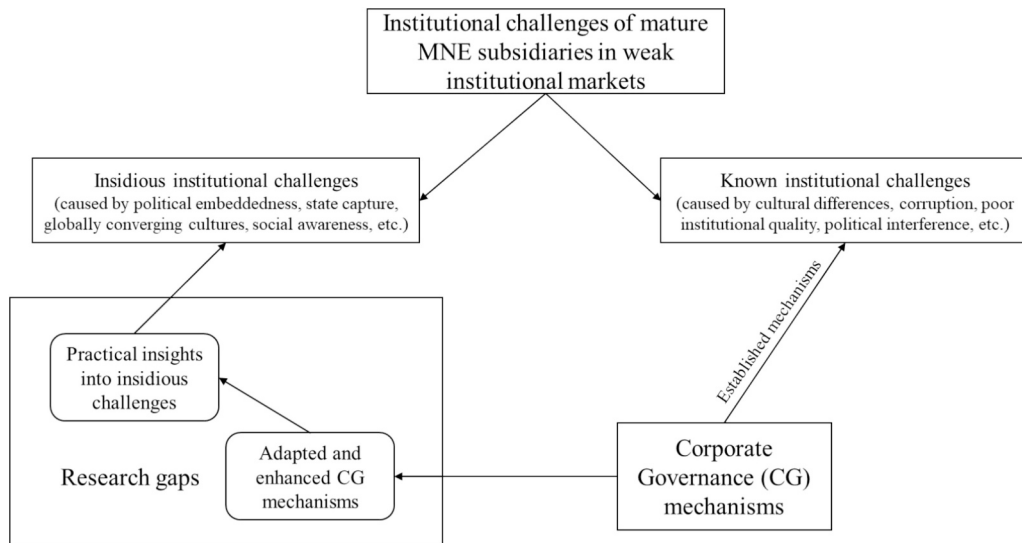 Institutional challenges of mature
MNE subsidiaries in weak
institutional markets
Insidious institutional challenges
(caused by political embeddedness, state capture,
globally converging cultures, social awareness, etc.)
Known institutional challenges
(caused by cultural differences, corruption, poor
institutional quality, political interference, etc.)
Established mechanisms
Practical insights
into insidious
challenges
Research gaps
Adapted and
enhanced CG
mechanisms
Corporate
Governance (CG)
mechanisms